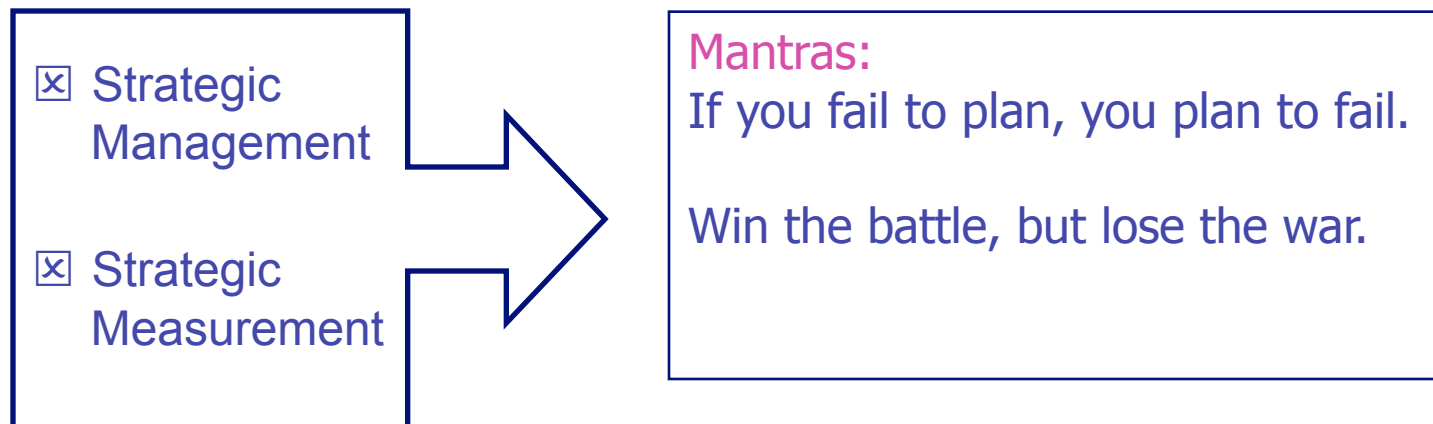 ☒ Strategic
Management
☒ Strategic
Measurement
Mantras:
If you fail to plan, you plan to fail.
Win the battle, but lose the war.